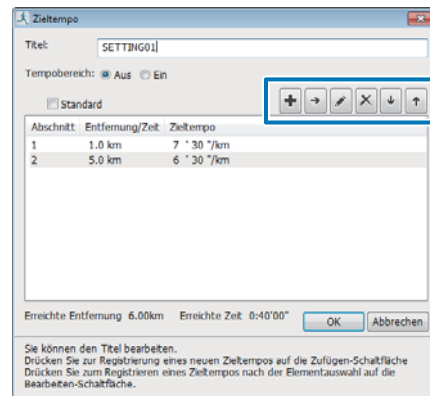 Zieltempo
Titel: SETTING01
Tempobereich: Aus Ein
Standard
Abschnitt Entfernung/Zeit Zieltempo
1 1.0 km 7 ' 30 "/km
2 5.0 km 6 ' 30 "/km
Erreichte Entfernung 6.00km Erreichte Zeit 0:40'00"
OK Abbrechen
Sie können den Titel bearbeiten.
Drücken Sie zur Registrierung eines neuen Zieltempos auf die Zufügen-Schaltfläche
Drücken Sie zum Registrieren eines Zieltempos nach der Elementauswahl auf die
Bearbeiten-Schaltfläche.